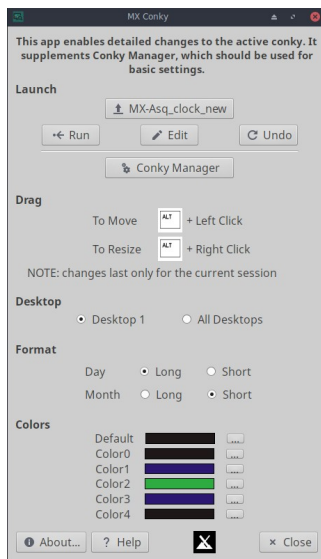 MX Conky
This app enables detailed changes to the active conky. It
supplements Conky Manager, which should be used for
basic settings.
Launch
MX-Asq_clock_new
Run Edit Undo
Conky Manager
Drag
To Move ALT + Left Click
To Resize ALT + Right Click
NOTE: changes last only for the current session
Desktop
Desktop 1 All Desktops
Format
Day Long Short
Month Long Short
Colors
Default ...
Color0 ...
Color1 ...
Color2 ...
Color3 ...
Color4 ...
About... ? Help × Close